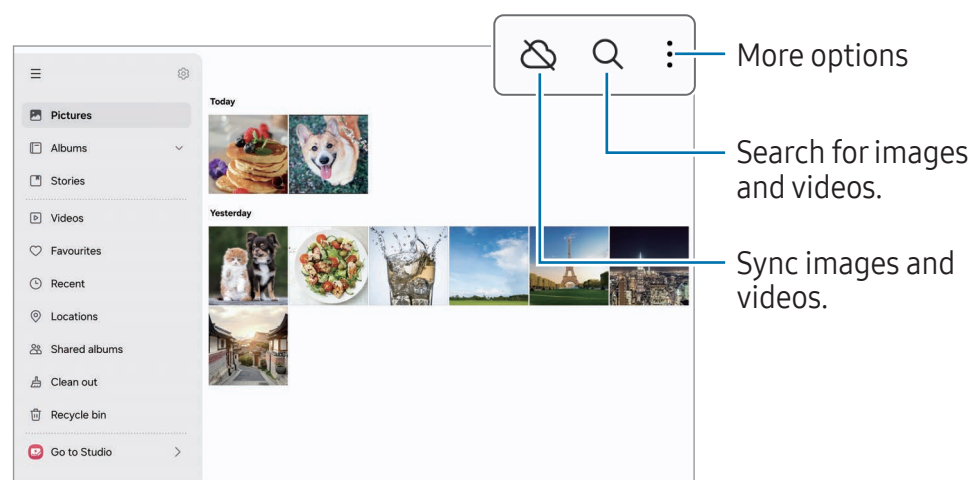 More options
Search for images
and videos.
Sync images and
videos.
Pictures
Albums
Stories
Videos
Favourites
Recent
Locations
Shared albums
Clean out
Recycle bin
Go to Studio
Today
Yesterday